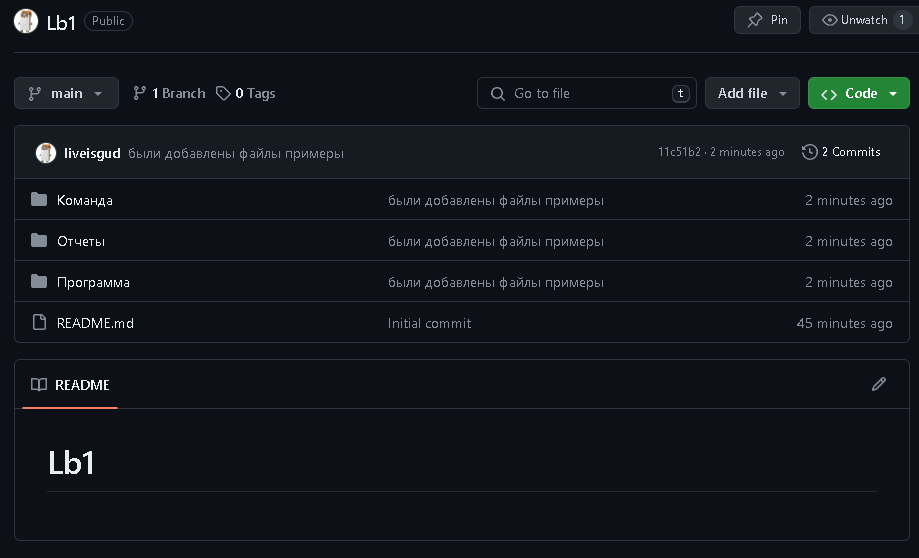 Lb1 Public Pin Unwatch 1
main 1 Branch 0 Tags Go to file t Add file Code
liveisgud были добавлены файлы примеры 11c51b2 · 2 minutes ago 2 Commits
Команда были добавлены файлы примеры 2 minutes ago
Отчеты были добавлены файлы примеры 2 minutes ago
Программа были добавлены файлы примеры 2 minutes ago
README.md Initial commit 45 minutes ago
README
Lb1